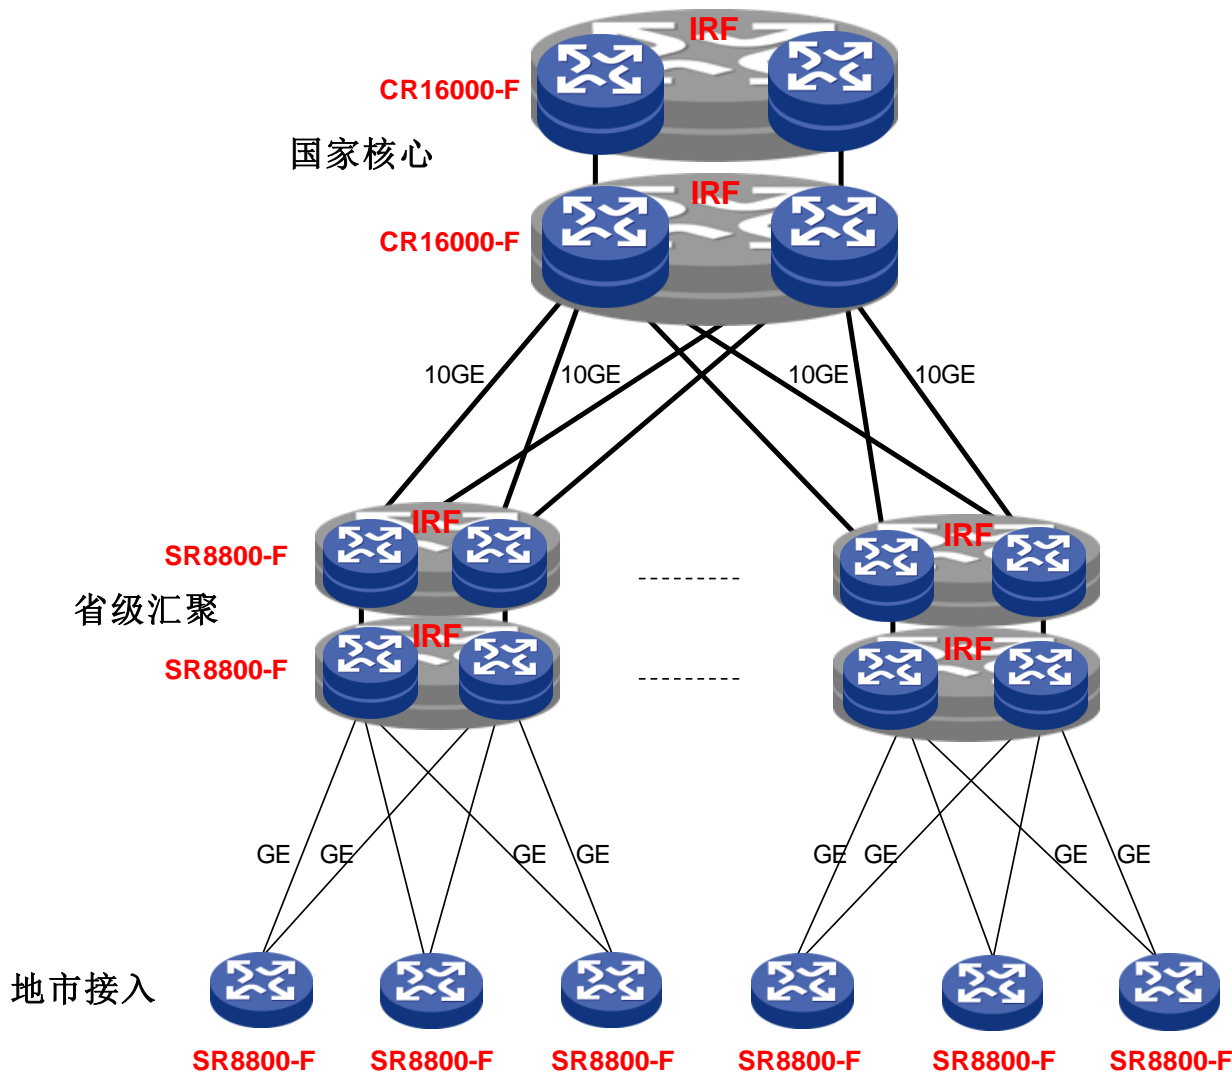 IRF
CR16000-F
国家核心
IRF
CR16000-F
10GE 10GE 10GE 10GE
IRF IRF
SR8800-F
省级汇聚
IRF IRF
SR8800-F
GE GE GE GE GE GE GE GE
地市接入
SR8800-F SR8800-F SR8800-F SR8800-F SR8800-F SR8800-F